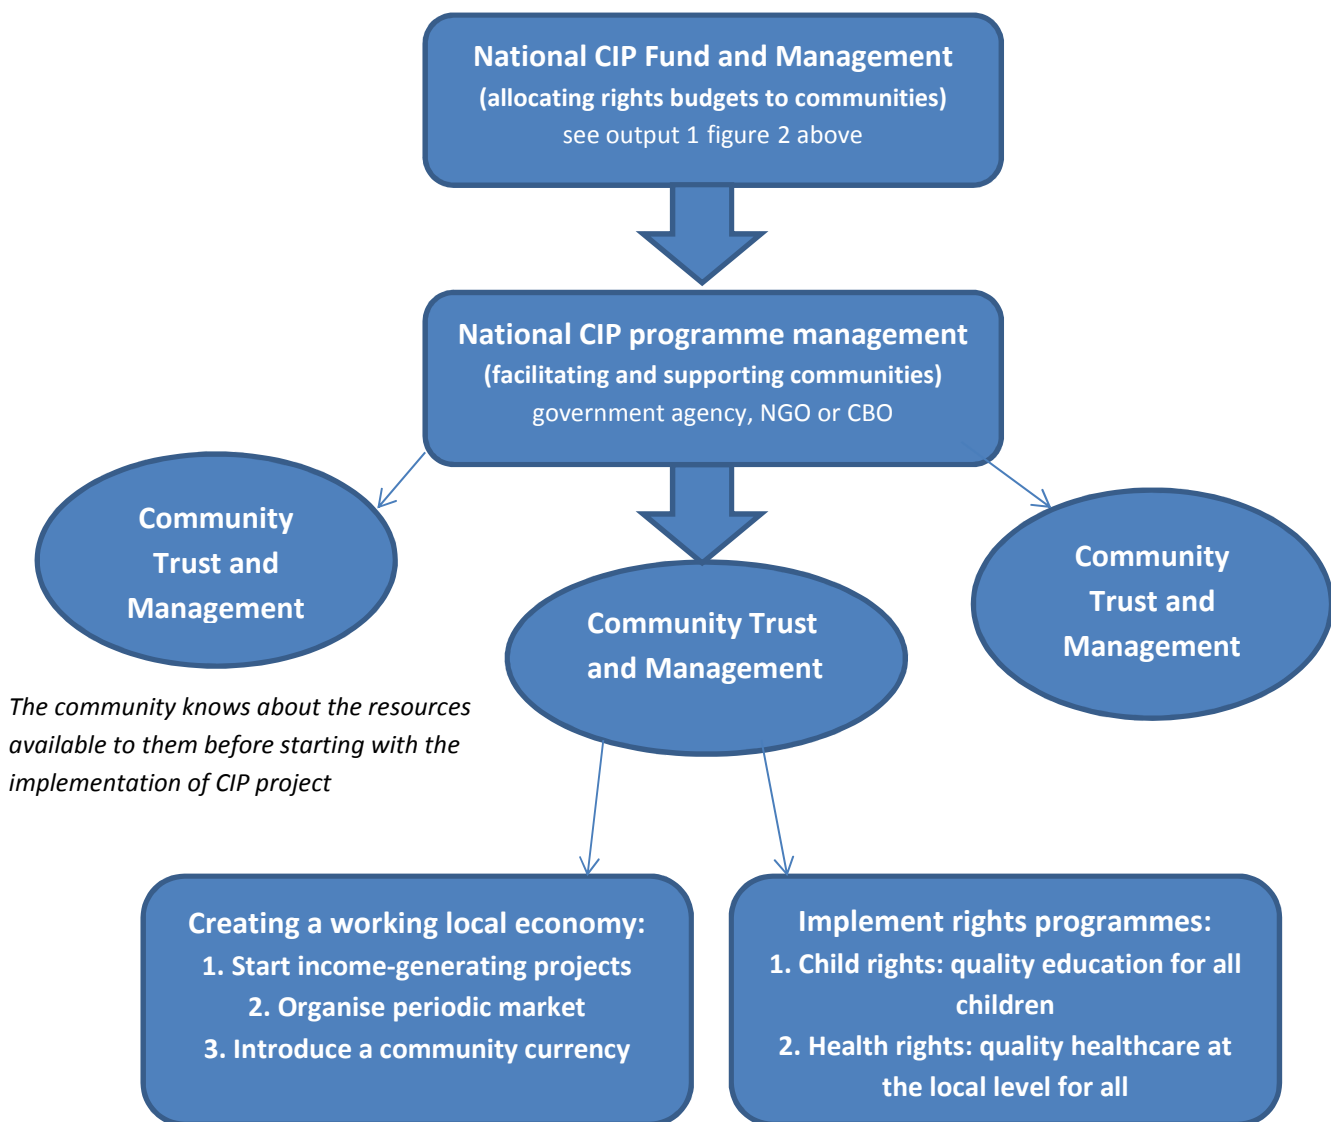 National CIP Fund and Management
(allocating rights budgets to communities)
see output 1 figure 2 above
National CIP programme management
(facilitating and supporting communities)
government agency, NGO or CBO
Community
Trust and
Management
Community Trust
and Management
Community
Trust and
Management
The community knows about the resources
available to them before starting with the
implementation of CIP project
Creating a working local economy:
1. Start income-generating projects
2. Organise periodic market
3. Introduce a community currency
Implement rights programmes:
1. Child rights: quality education for all
children
2. Health rights: quality healthcare at
the local level for all